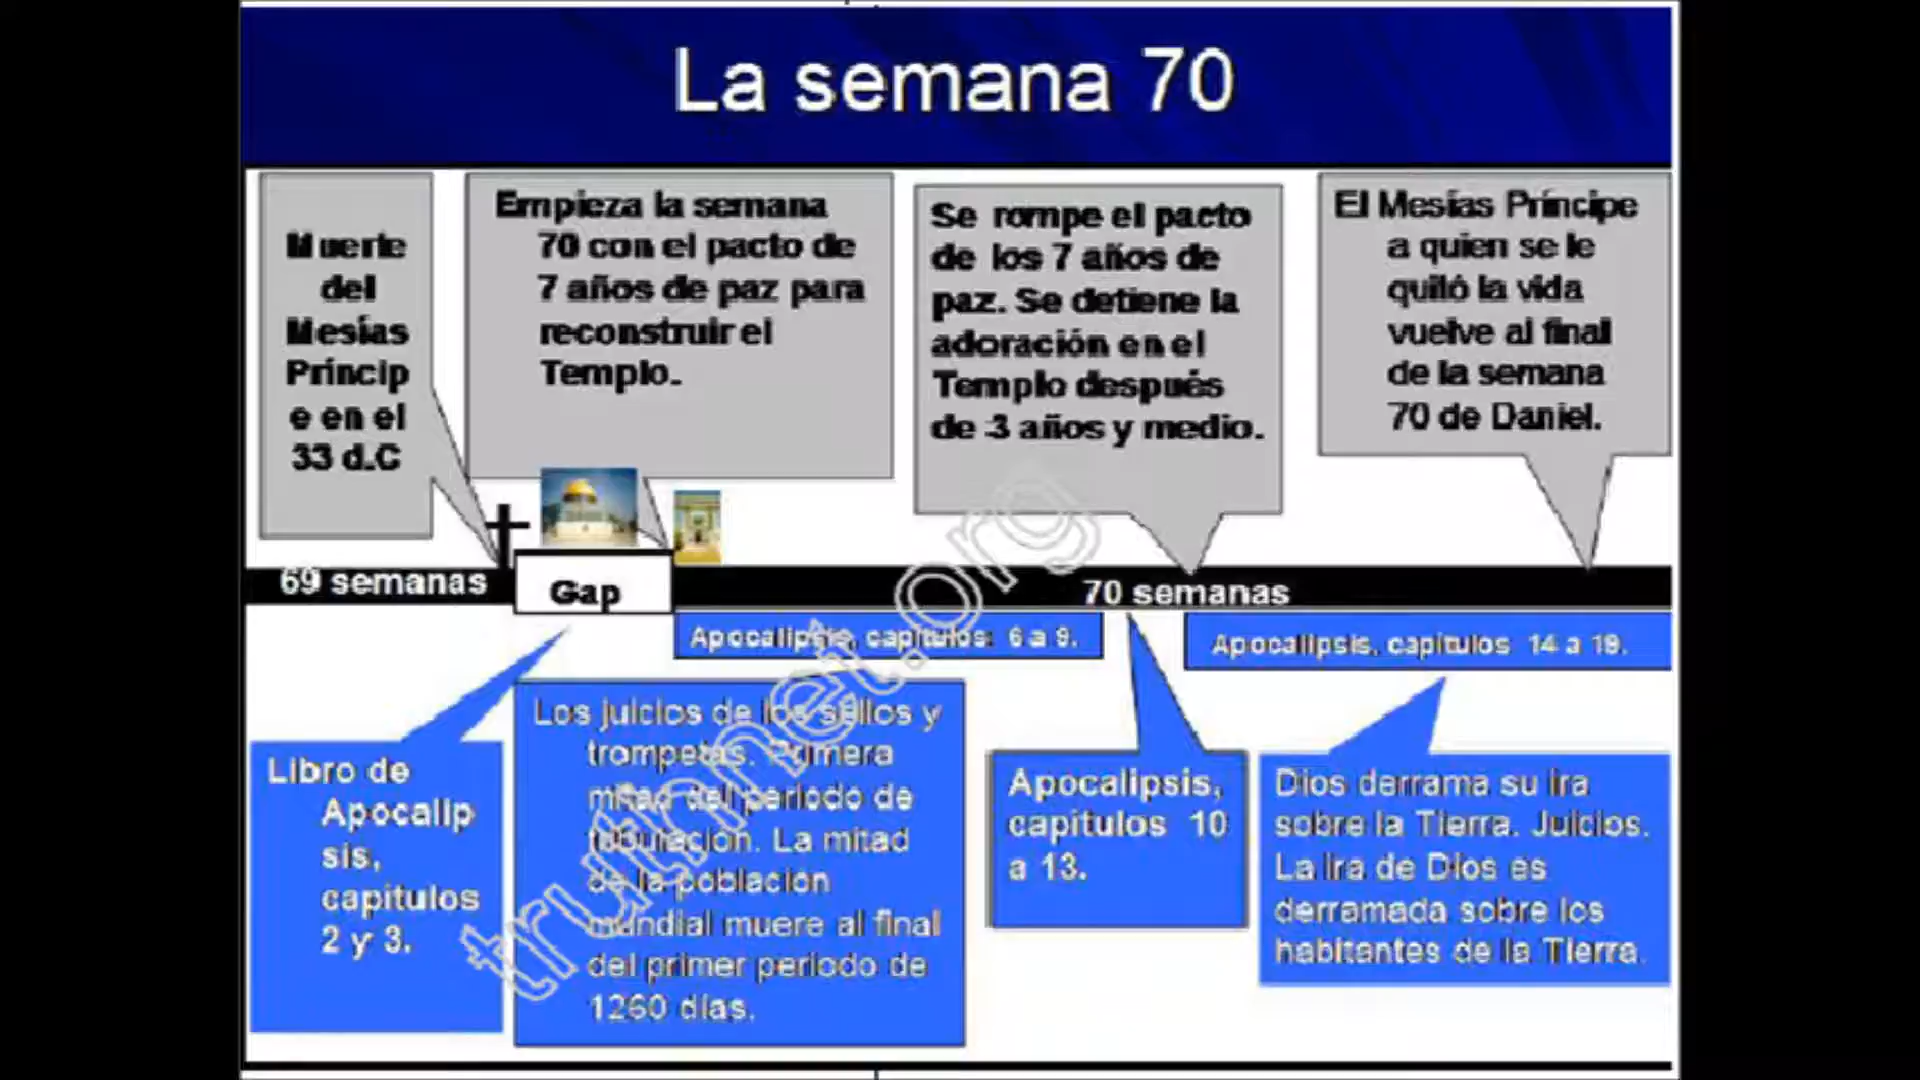 La semana 70
Muerte
del
Mesías
Príncip
e en el
33 d.C
Empieza la semana
70 con el pacto de
7 años de paz para
reconstruir el
Templo.
Se rompe el pacto
de los 7 años de
paz. Se detiene la
adoración en el
Templo después
de 3 años y medio.
El Mesías Príncipe
a quien se le
quitó la vida
vuelve al final
de la semana
70 de Daniel.
69 semanas
Gap
70 semanas
Apocalipsis, capítulos: 6 a 9.
Apocalipsis, capitulos 14 a 19.
Libro de
Apocalip
sis,
capitulos
2 y 3.
Los juicios de los sellos y
trompetas. Primera
mitad del periodo de
tribulación. La mitad
de la población
mundial muere al final
del primer periodo de
1260 días.
Apocalipsis,
capitulos 10
a 13.
Dios derrama su ira
sobre la Tierra. Juicios.
La ira de Dios es
derramada sobre los
habitantes de la Tierra.
truthnet.org